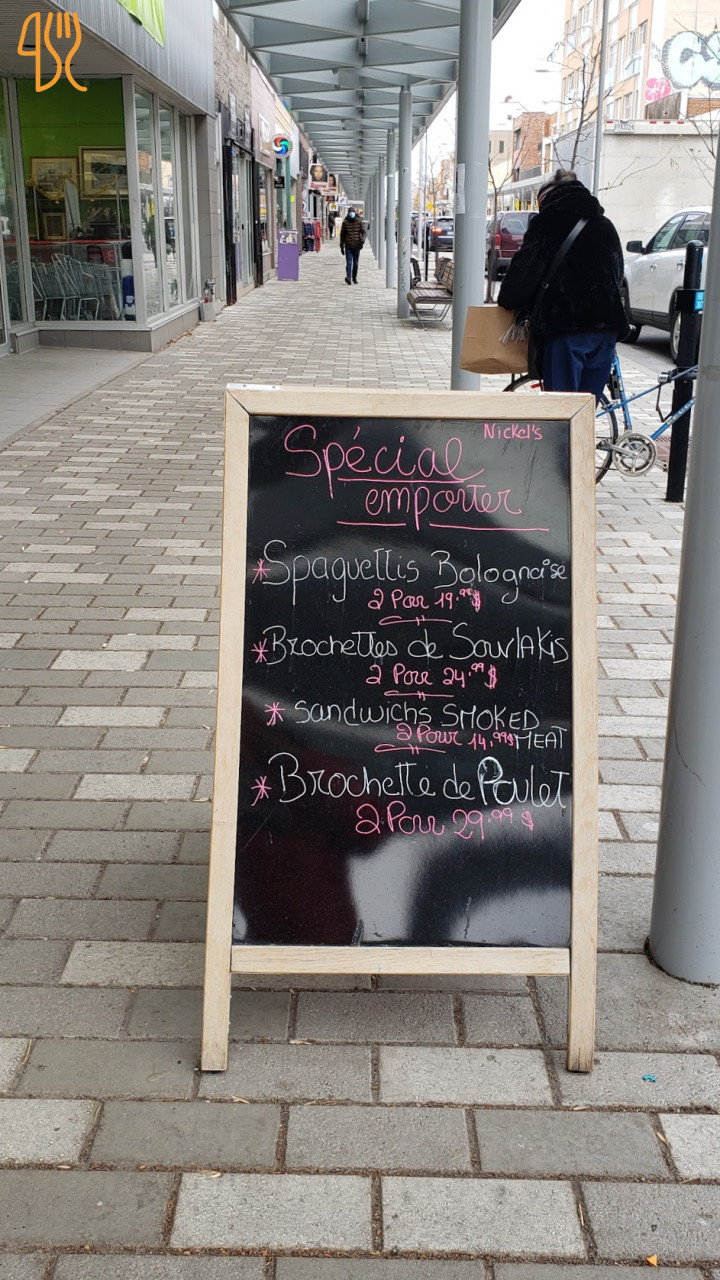 Nickel's
Spécial
emporter
* Spaguettis Bolognaise
2 Pour 19.99$
* Brochettes de Souvlakis
2 Pour 24.99$
* Sandwichs SMOKED
2 Pour 14.99$ MEAT
* Brochette de Poulet
2 Pour 29.99$